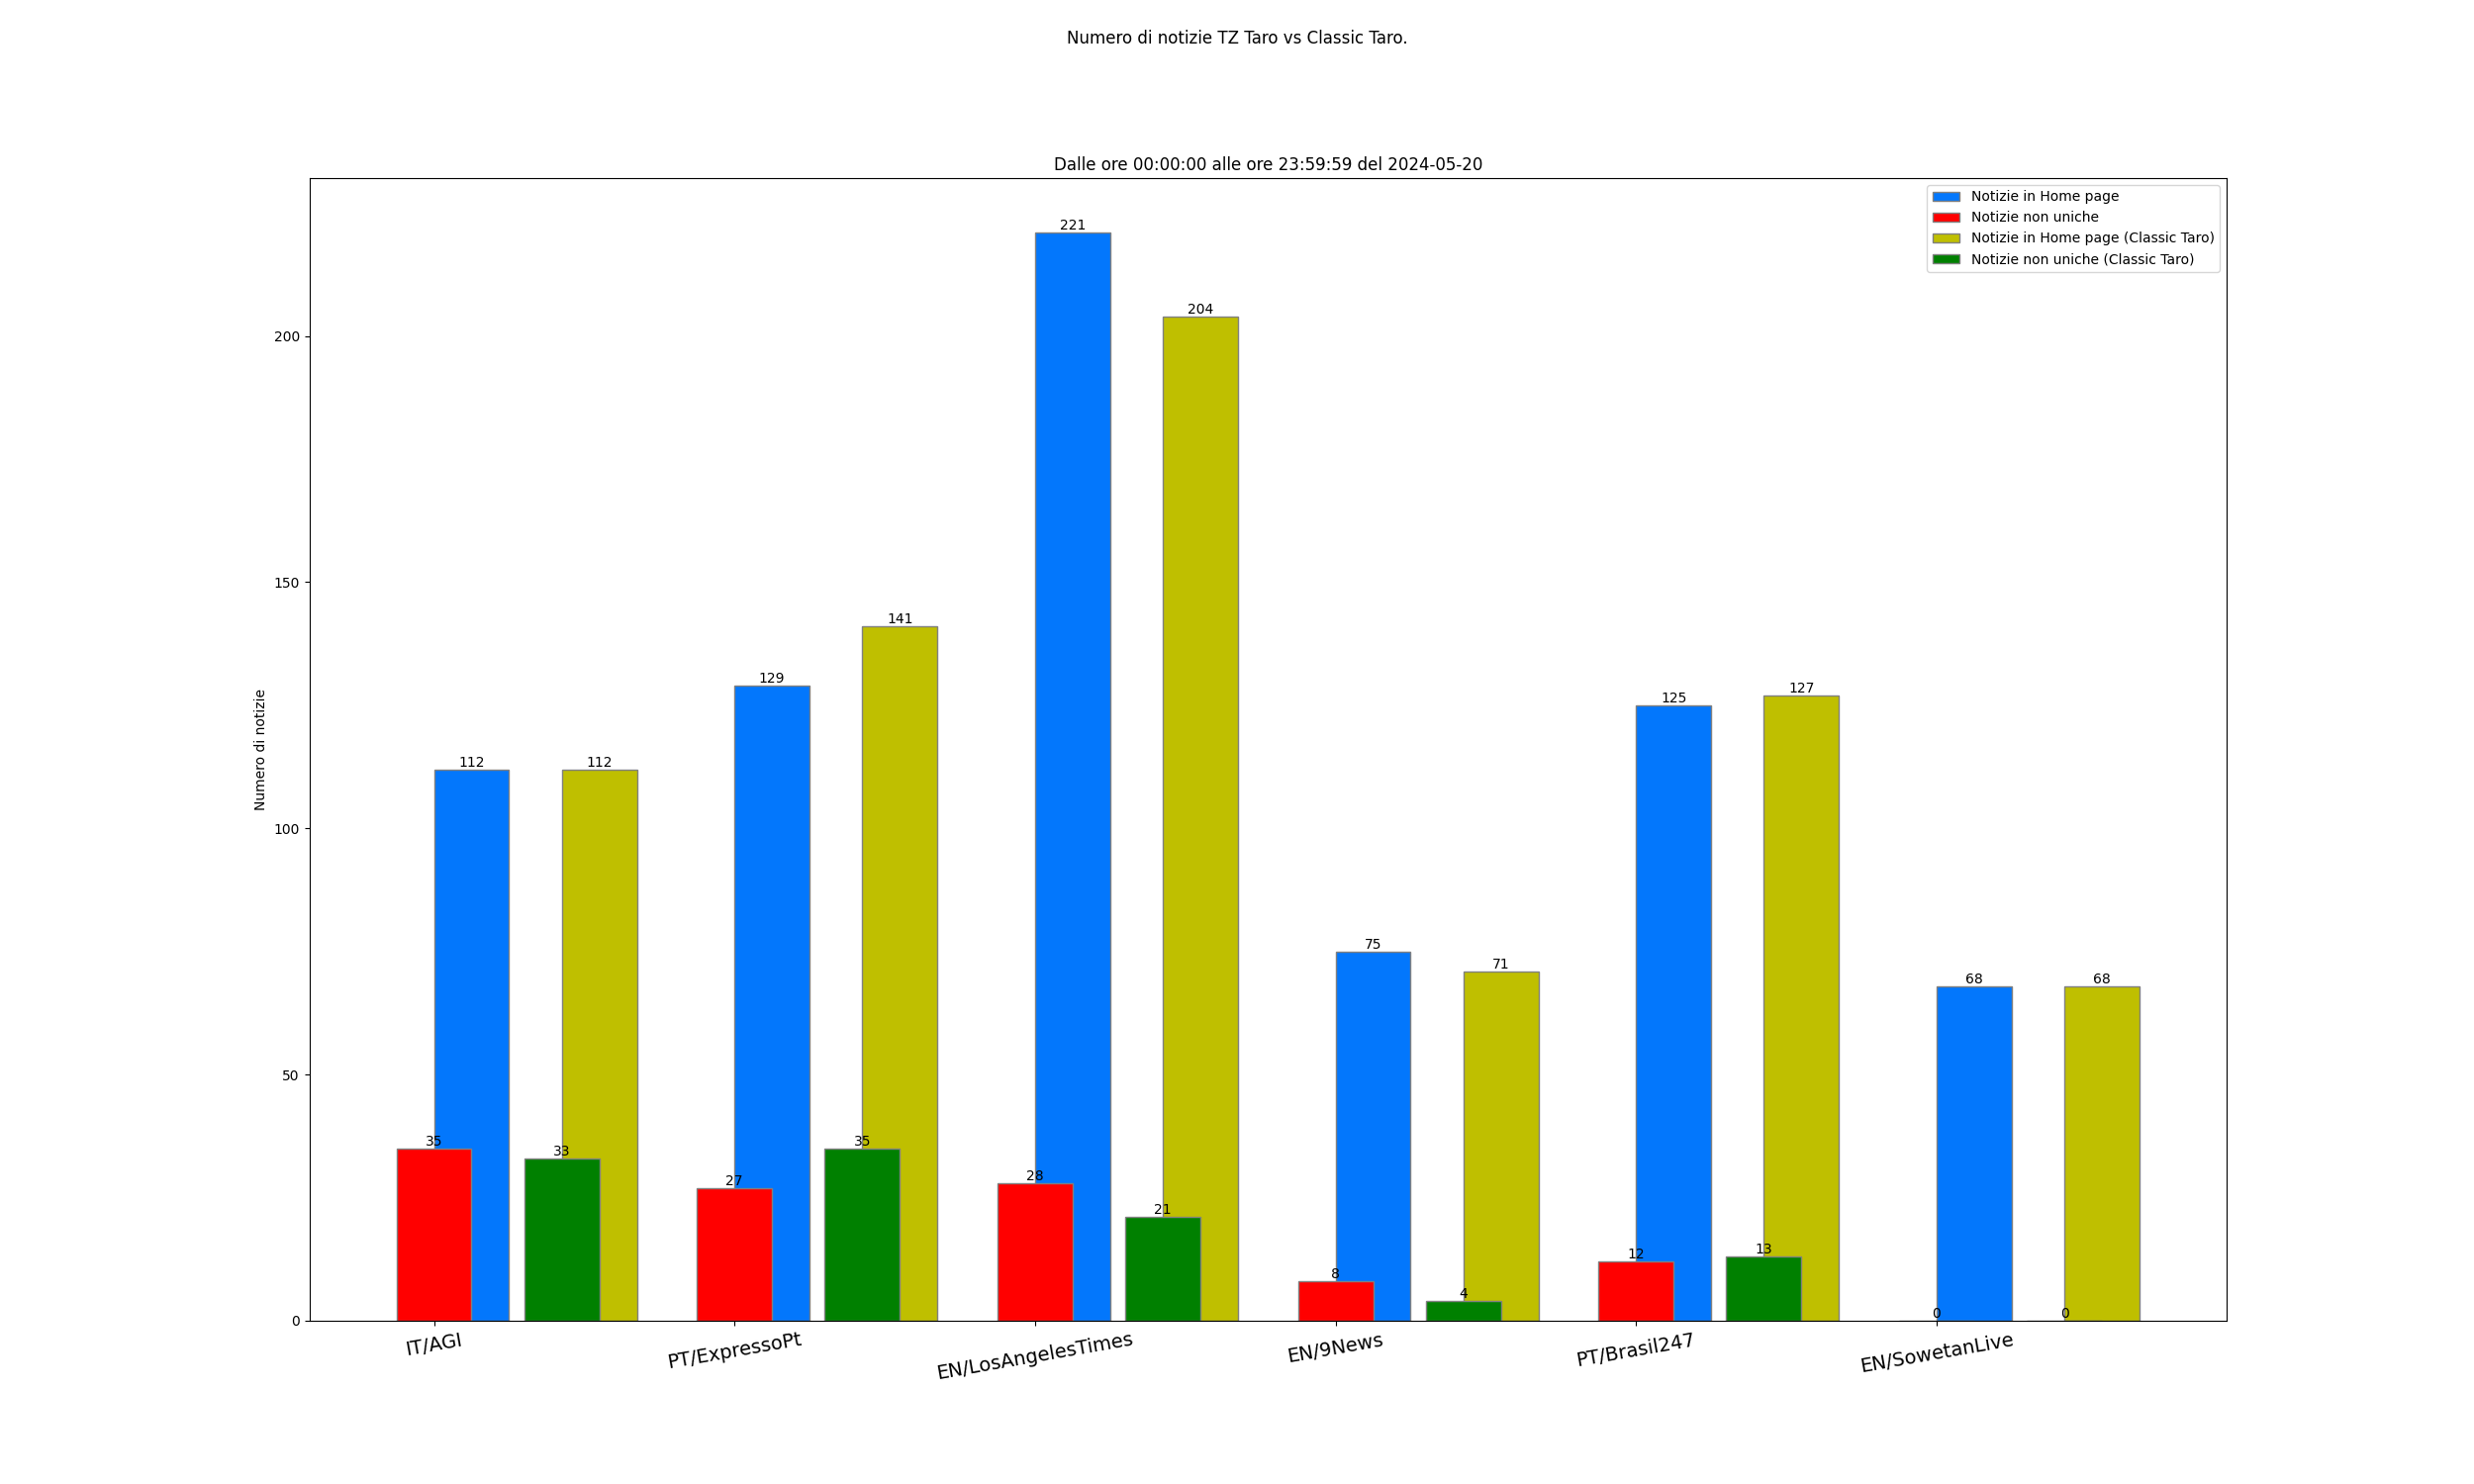 Numero di notizie TZ Taro vs Classic Taro.
Dalle ore 00:00:00 alle ore 23:59:59 del 2024-05-20
Notizie in Home page
Notizie non uniche
Notizie in Home page (Classic Taro)
Notizie non uniche (Classic Taro)
Numero di notizie
200
150
100
50
0
112
112
35
33
129
141
27
35
221
204
28
21
75
71
8
4
125
127
12
13
68
68
0
0
IT/AGI
PT/ExpressoPt
EN/LosAngelesTimes
EN/9News
PT/Brasil247
EN/SowetanLive